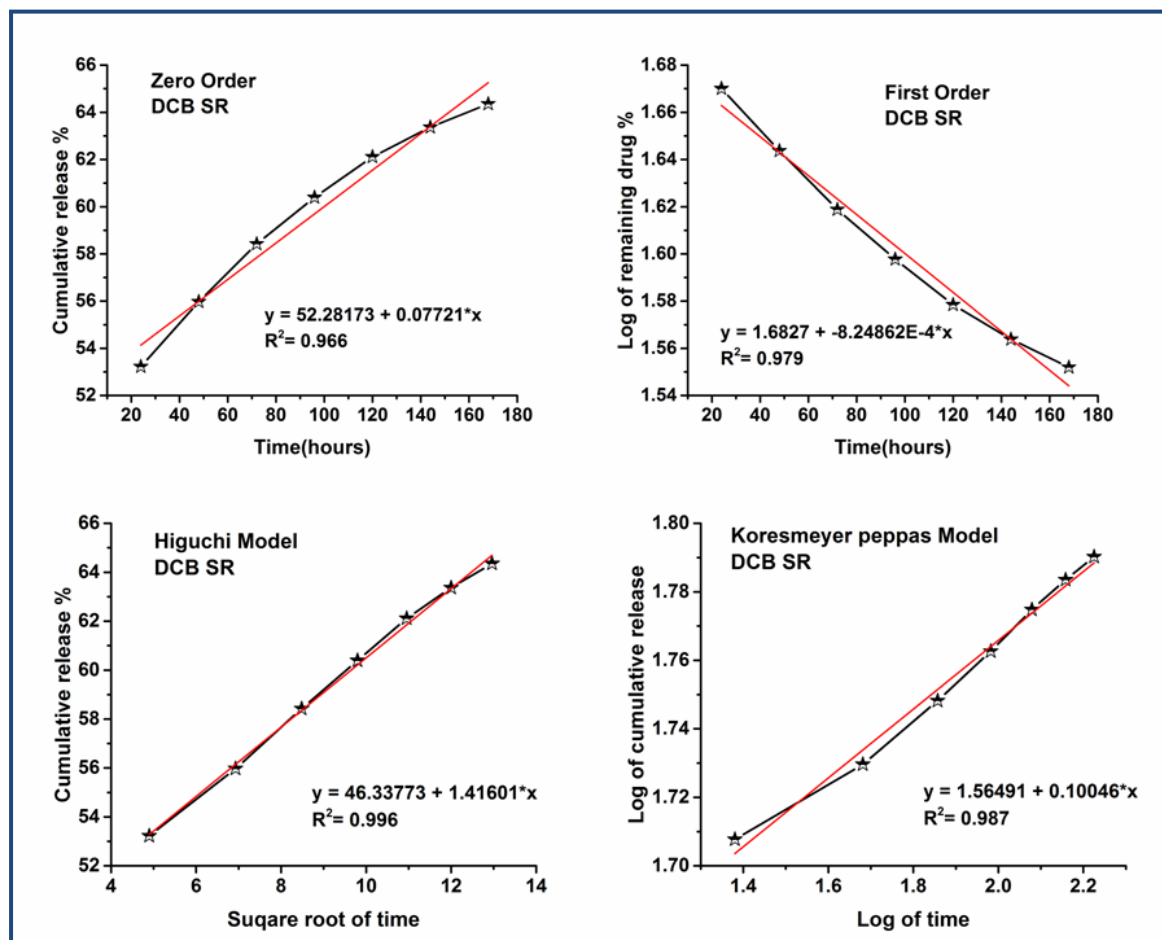 Zero Order
DCB SR
Cumulative release %
66
64
62
60
58
56
54
52
y = 52.28173 + 0.07721*x
R²= 0.966
20 40 60 80 100 120 140 160 180
Time(hours)
First Order
DCB SR
Log of remaining drug %
1.68
1.66
1.64
1.62
1.60
1.58
1.56
1.54
y = 1.6827 + -8.24862E-4*x
R²= 0.979
20 40 60 80 100 120 140 160 180
Time(hours)
Higuchi Model
DCB SR
Cumulative release %
66
64
62
60
58
56
54
52
y = 46.33773 + 1.41601*x
R²= 0.996
4 6 8 10 12 14
Suqare root of time
Koresmeyer peppas Model
DCB SR
Log of cumulative release
1.80
1.78
1.76
1.74
1.72
1.70
y = 1.56491 + 0.10046*x
R²= 0.987
1.4 1.6 1.8 2.0 2.2
Log of time